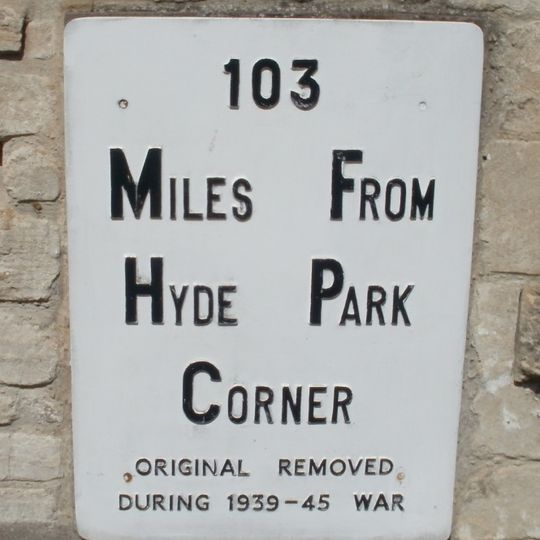 103
MILES FROM
HYDE PARK
CORNER
ORIGINAL REMOVED
DURING 1939-45 WAR